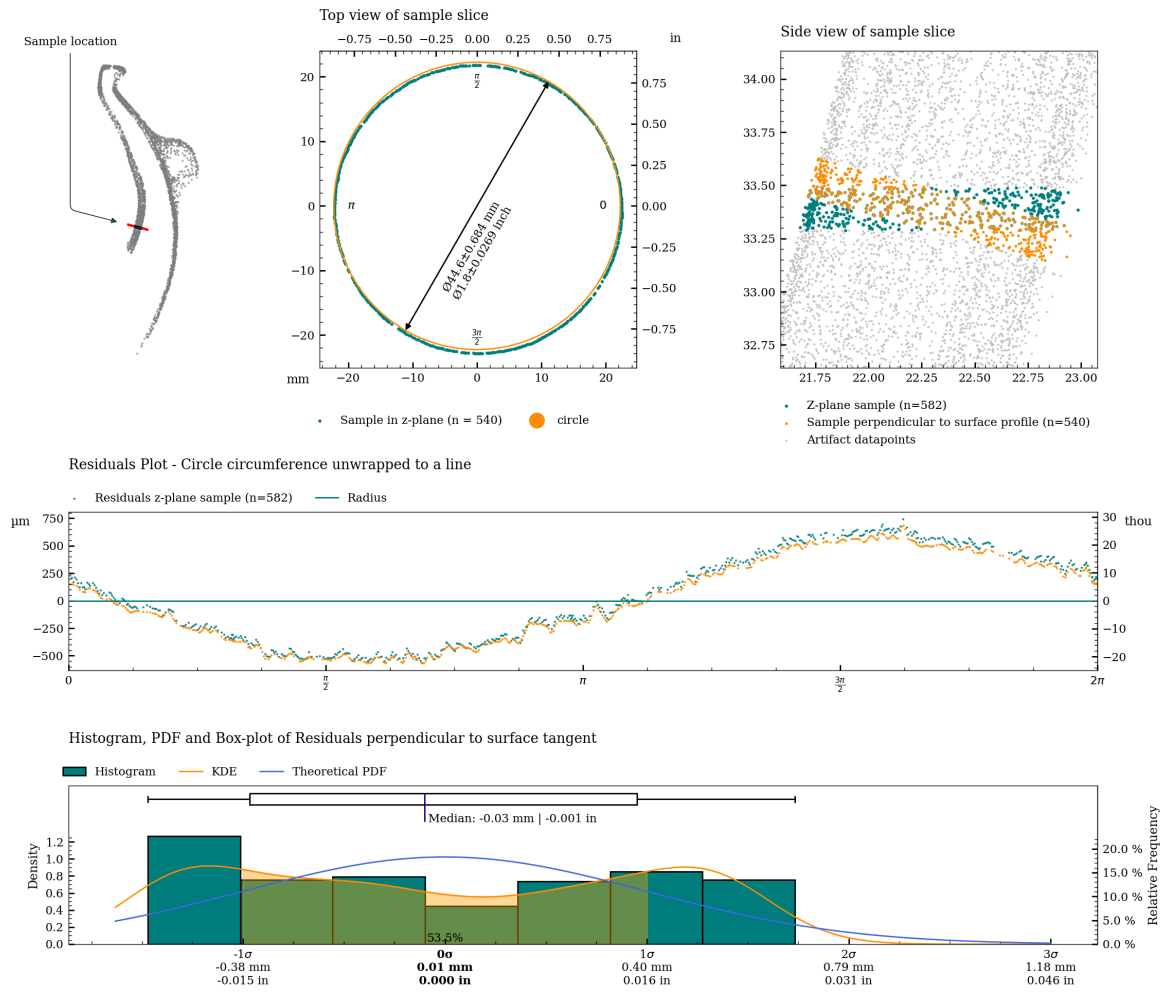 Sample location
Top view of sample slice
−0.75 −0.50 −0.25 0.00 0.25 0.50 0.75 in
20
10
0
−10
−20
mm
−20 −10 0 10 20
0.75
0.50
0.25
0.00
−0.25
−0.50
−0.75
π/2
π
0
3π/2
Ø44.6±0.684 mm
Ø1.8±0.0269 inch
Sample in z-plane (n = 540) circle
Side view of sample slice
34.00
33.75
33.50
33.25
33.00
32.75
21.75 22.00 22.25 22.50 22.75 23.00
Z-plane sample (n=582)
Sample perpendicular to surface profile (n=540)
Artifact datapoints
Residuals Plot - Circle circumference unwrapped to a line
Residuals z-plane sample (n=582) Radius
µm
750
500
250
0
−250
−500
thou
30
20
10
0
−10
−20
0 π/2 π 3π/2 2π
Histogram, PDF and Box-plot of Residuals perpendicular to surface tangent
Histogram KDE Theoretical PDF
Median: -0.03 mm | -0.001 in
Density
1.2
1.0
0.8
0.6
0.4
0.2
0.0
Relative Frequency
20.0 %
15.0 %
10.0 %
5.0 %
0.0 %
53.5%
-1σ 0σ 1σ 2σ 3σ
-0.38 mm 0.01 mm 0.40 mm 0.79 mm 1.18 mm
-0.015 in 0.000 in 0.016 in 0.031 in 0.046 in